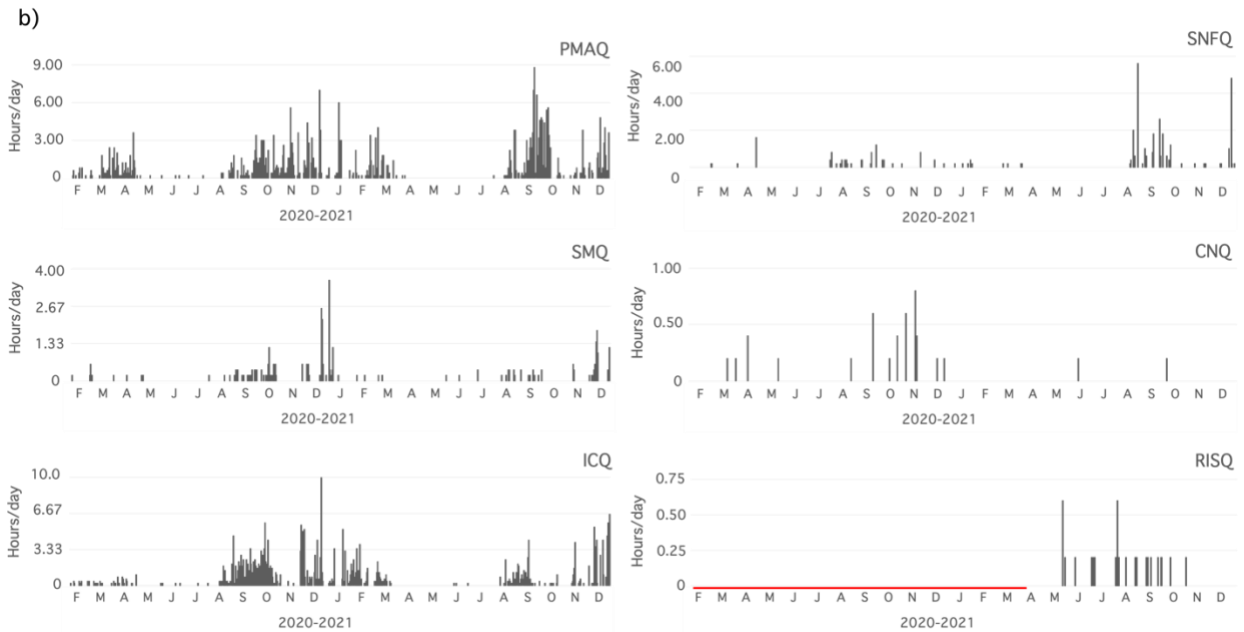 b)
PMAQ
Hours/day
9.00
6.00
3.00
0
F M A M J J A S O N D J F M A M J J A S O N D
2020-2021
SNFQ
Hours/day
6.00
4.00
2.00
0
F M A M J J A S O N D J F M A M J J A S O N D
2020-2021
SMQ
Hours/day
4.00
2.67
1.33
0
F M A M J J A S O N D J F M A M J J A S O N D
2020-2021
CNQ
Hours/day
1.00
0.50
0
F M A M J J A S O N D J F M A M J J A S O N D
2020-2021
ICQ
Hours/day
10.0
6.67
3.33
0
F M A M J J A S O N D J F M A M J J A S O N D
2020-2021
RISQ
Hours/day
0.75
0.50
0.25
0
F M A M J J A S O N D J F M A M J J A S O N D
2020-2021